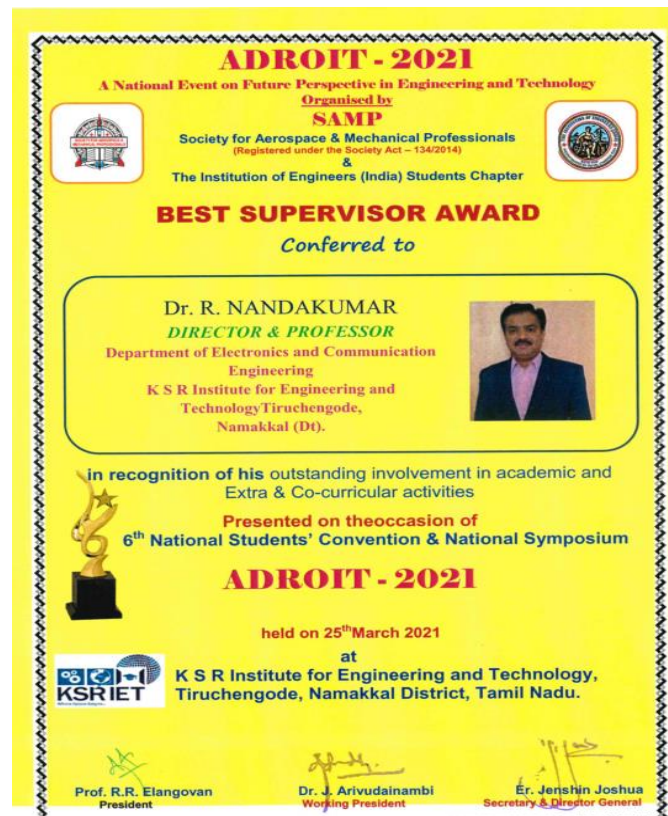 ADROIT - 2021
A National Event on Future Perspective in Engineering and Technology
Organised by
SAMP
Society for Aerospace & Mechanical Professionals
(Registered under the Society Act – 134/2014)
&
The Institution of Engineers (India) Students Chapter
BEST SUPERVISOR AWARD
Conferred to
Dr. R. NANDAKUMAR
DIRECTOR & PROFESSOR
Department of Electronics and Communication
Engineering
K S R Institute for Engineering and
TechnologyTiruchengode,
Namakkal (Dt).
in recognition of his outstanding involvement in academic and
Extra & Co-curricular activities
Presented on theoccasion of
6th National Students' Convention & National Symposium
ADROIT - 2021
held on 25thMarch 2021
at
KSRIET
K S R Institute for Engineering and Technology,
Tiruchengode, Namakkal District, Tamil Nadu.
Prof. R.R. Elangovan
President
Dr. J. Arivudainambi
Working President
Er. Jenshin Joshua
Secretary & Director General